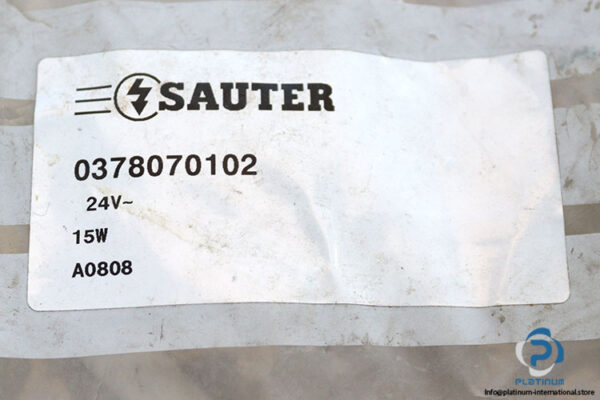 SAUTER
0378070102
24V~
15W
A0808
PLATINUM
Info@platinum-international.store